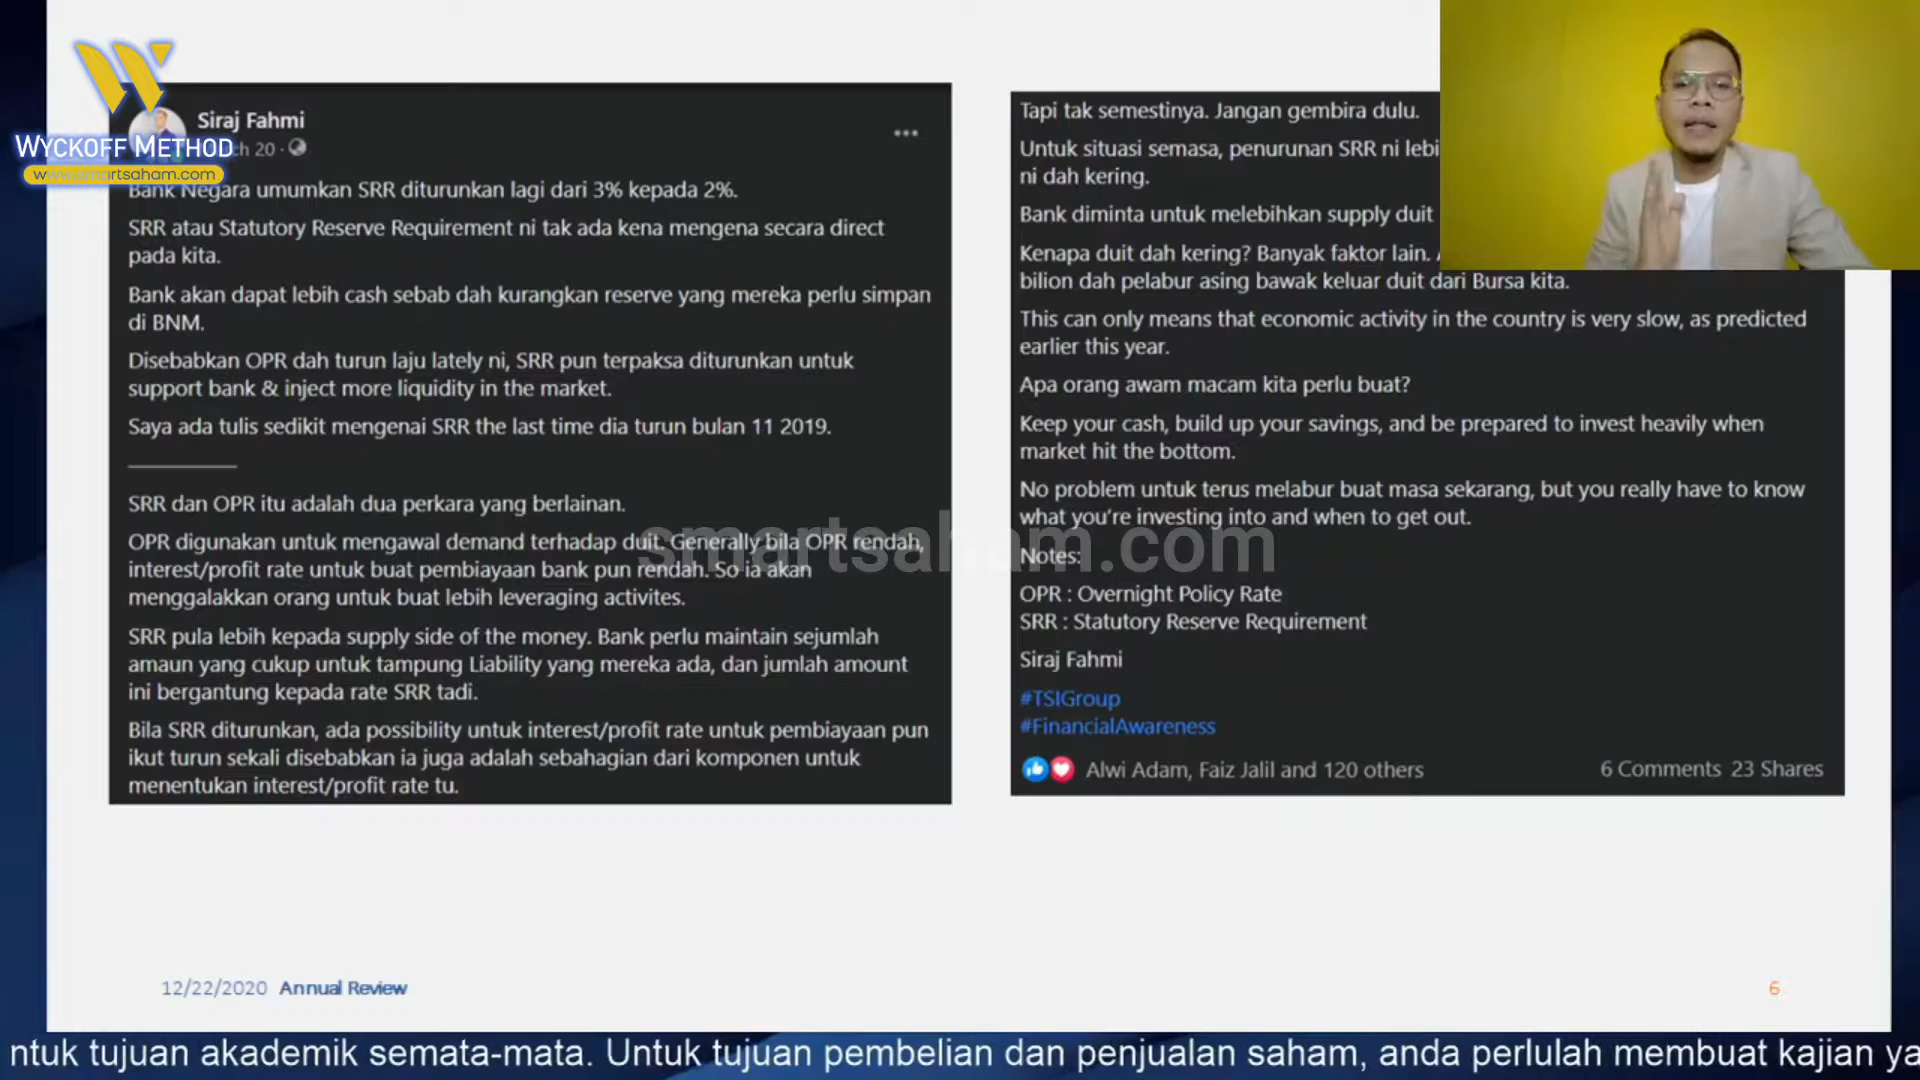 WYCKOFF METHOD
www.smartsaham.com
Siraj Fahmi
ch 20 ·
Bank Negara umumkan SRR diturunkan lagi dari 3% kepada 2%.
SRR atau Statutory Reserve Requirement ni tak ada kena mengena secara direct
pada kita.
Bank akan dapat lebih cash sebab dah kurangkan reserve yang mereka perlu simpan
di BNM.
Disebabkan OPR dah turun laju lately ni, SRR pun terpaksa diturunkan untuk
support bank & inject more liquidity in the market.
Saya ada tulis sedikit mengenai SRR the last time dia turun bulan 11 2019.
SRR dan OPR itu adalah dua perkara yang berlainan.
OPR digunakan untuk mengawal demand terhadap duit. Generally bila OPR rendah,
interest/profit rate untuk buat pembiayaan bank pun rendah. So ia akan
menggalakkan orang untuk buat lebih leveraging activites.
SRR pula lebih kepada supply side of the money. Bank perlu maintain sejumlah
amaun yang cukup untuk tampung Liability yang mereka ada, dan jumlah amount
ini bergantung kepada rate SRR tadi.
Bila SRR diturunkan, ada possibility untuk interest/profit rate untuk pembiayaan pun
ikut turun sekali disebabkan ia juga adalah sebahagian dari komponen untuk
menentukan interest/profit rate tu.
Tapi tak semestinya. Jangan gembira dulu.
Untuk situasi semasa, penurunan SRR ni lebi
ni dah kering.
Bank diminta untuk melebihkan supply duit
Kenapa duit dah kering? Banyak faktor lain.
bilion dah pelabur asing bawak keluar duit dari Bursa kita.
This can only means that economic activity in the country is very slow, as predicted
earlier this year.
Apa orang awam macam kita perlu buat?
Keep your cash, build up your savings, and be prepared to invest heavily when
market hit the bottom.
No problem untuk terus melabur buat masa sekarang, but you really have to know
what you're investing into and when to get out.
Notes:
OPR : Overnight Policy Rate
SRR : Statutory Reserve Requirement
Siraj Fahmi
#TSIGroup
#FinancialAwareness
Alwi Adam, Faiz Jalil and 120 others 6 Comments 23 Shares
smartsaham.com
12/22/2020 Annual Review 6
ntuk tujuan akademik semata-mata. Untuk tujuan pembelian dan penjualan saham, anda perlulah membuat kajian ya